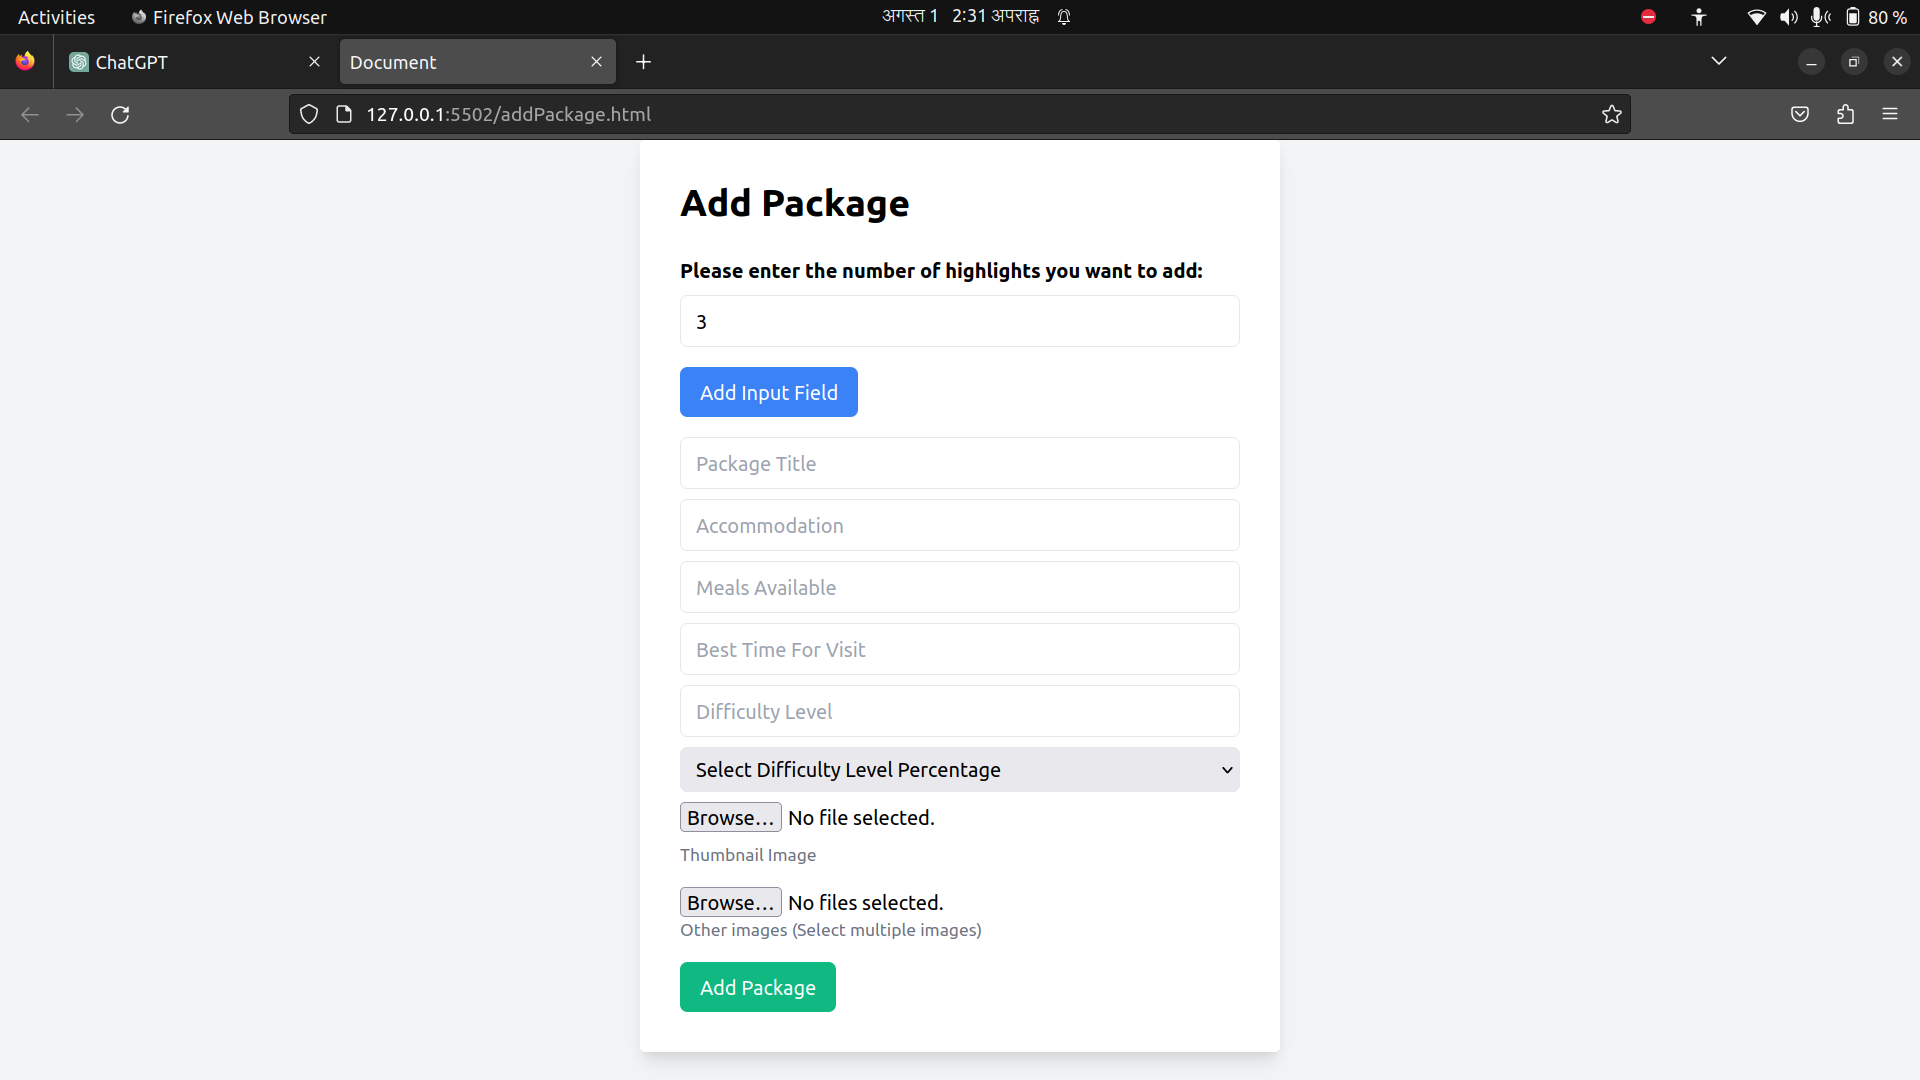 Activities Firefox Web Browser अगस्त 1 2:31 अपराह्न 80 %
ChatGPT Document
127.0.0.1:5502/addPackage.html
Add Package
Please enter the number of highlights you want to add:
3
Add Input Field
Package Title
Accommodation
Meals Available
Best Time For Visit
Difficulty Level
Select Difficulty Level Percentage
Browse... No file selected.
Thumbnail Image
Browse... No files selected.
Other images (Select multiple images)
Add Package